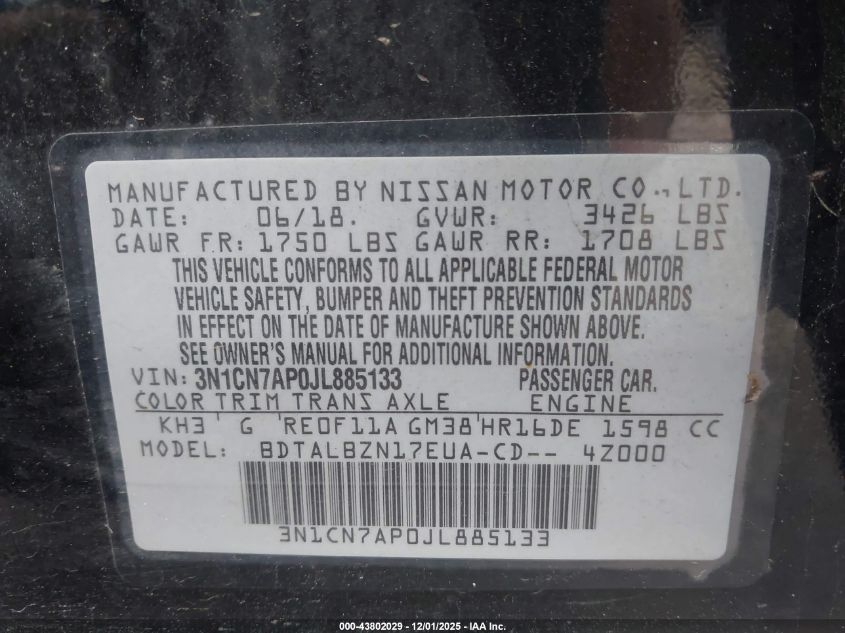 MANUFACTURED BY NISSAN MOTOR CO., LTD.
DATE: 06/18. GVWR: 3426 LBS
GAWR FR: 1750 LBS GAWR RR: 1708 LBS
THIS VEHICLE CONFORMS TO ALL APPLICABLE FEDERAL MOTOR
VEHICLE SAFETY, BUMPER AND THEFT PREVENTION STANDARDS
IN EFFECT ON THE DATE OF MANUFACTURE SHOWN ABOVE.
SEE OWNER'S MANUAL FOR ADDITIONAL INFORMATION.
VIN: 3N1CN7AP0JL885133 PASSENGER CAR.
COLOR TRIM TRANS AXLE ENGINE
KH3 G RE0F11A GM38 HR16DE 1598 CC
MODEL: BDTALBZN17EUA-CD-- 4Z000
3N1CN7AP0JL885133
000-43802029 - 12/01/2025 - IAA Inc.